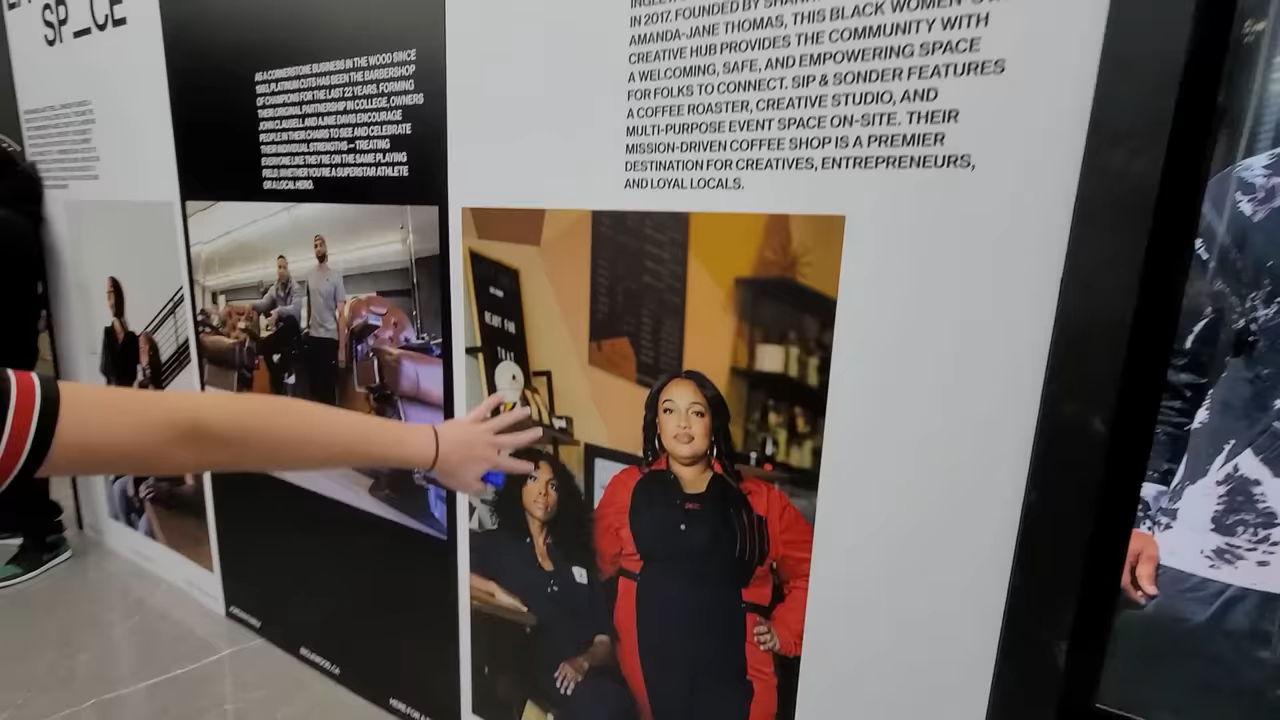 SP_CE
AS A CORNERSTONE BUSINESS IN THE WOOD SINCE
1993, PLATINUM CUTS HAS BEEN THE BARBERSHOP
OF CHAMPIONS FOR THE LAST 22 YEARS. FORMING
THEIR ORIGINAL PARTNERSHIP IN COLLEGE, OWNERS
JOHN CLAUSELL AND AJNIE DAVIS ENCOURAGE
PEOPLE IN THEIR CHAIRS TO SEE AND CELEBRATE
THEIR INDIVIDUAL STRENGTHS — TREATING
EVERYONE LIKE THEY'RE ON THE SAME PLAYING
FIELD. WHETHER YOU'RE A SUPERSTAR ATHLETE
OR A LOCAL HERO.
IN 2017. FOUNDED BY
AMANDA-JANE THOMAS, THIS BLACK WOMEN
CREATIVE HUB PROVIDES THE COMMUNITY WITH
A WELCOMING, SAFE, AND EMPOWERING SPACE
FOR FOLKS TO CONNECT. SIP & SONDER FEATURES
A COFFEE ROASTER, CREATIVE STUDIO, AND
MULTI-PURPOSE EVENT SPACE ON-SITE. THEIR
MISSION-DRIVEN COFFEE SHOP IS A PREMIER
DESTINATION FOR CREATIVES, ENTREPRENEURS,
AND LOYAL LOCALS.
READY FOR
THAT
HERE FOR